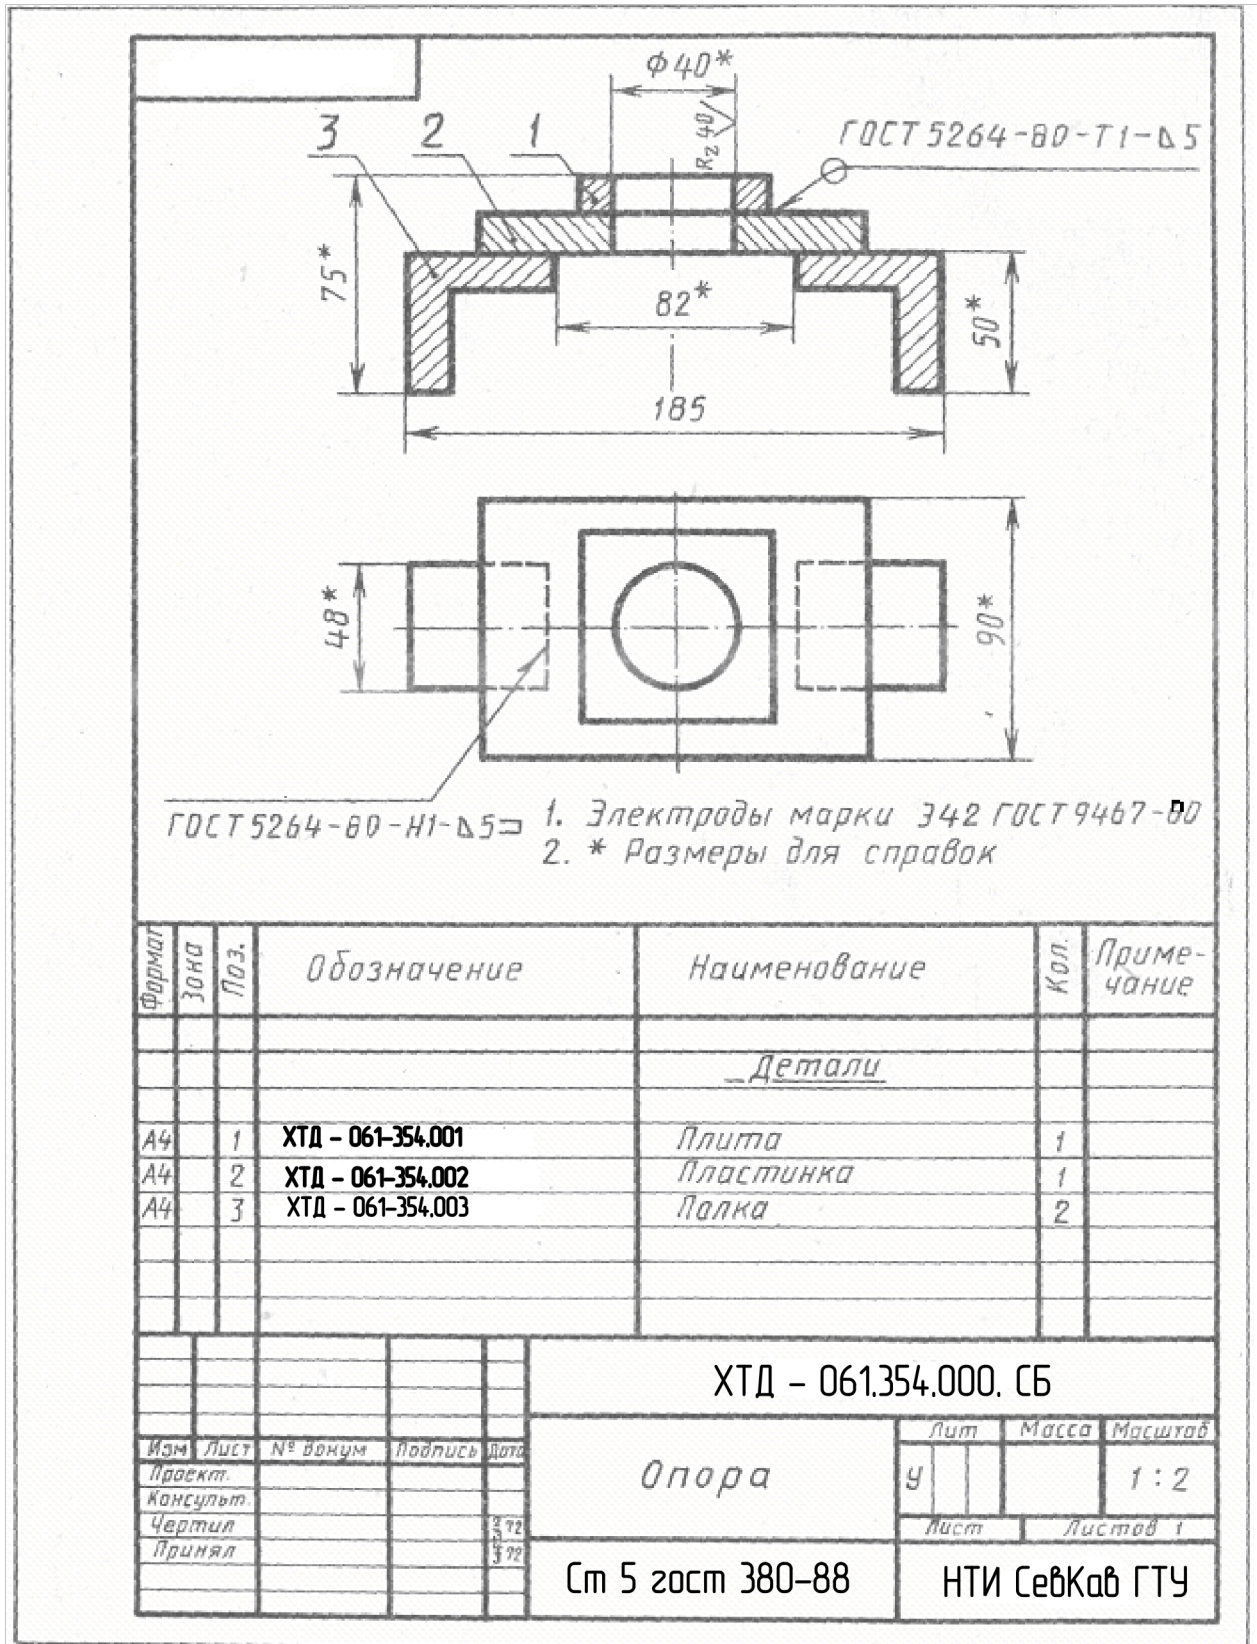 Φ40*
Rz 40
ГОСТ 5264-80-Т1-⊿5
3 2 1
75*
82*
50*
185
48*
90*
ГОСТ 5264-80-Н1-⊿5⊐
1. Электроды марки Э42 ГОСТ 9467-80
2. * Размеры для справок
Формат Зона Поз. Обозначение Наименование Кол. Приме-
чание
Детали
А4 1 ХТД - 061-354.001 Плита 1
А4 2 ХТД - 061-354.002 Пластинка 1
А4 3 ХТД - 061-354.003 Полка 2
ХТД - 061.354.000. СБ
Изм Лист № докум Подпись Дата
Проект.
Консульт.
Чертил
Принял
Опора
Лит Масса Масштаб
У 1 : 2
Лист Листов 1
Ст 5 гост 380-88
НТИ СевКав ГТУ